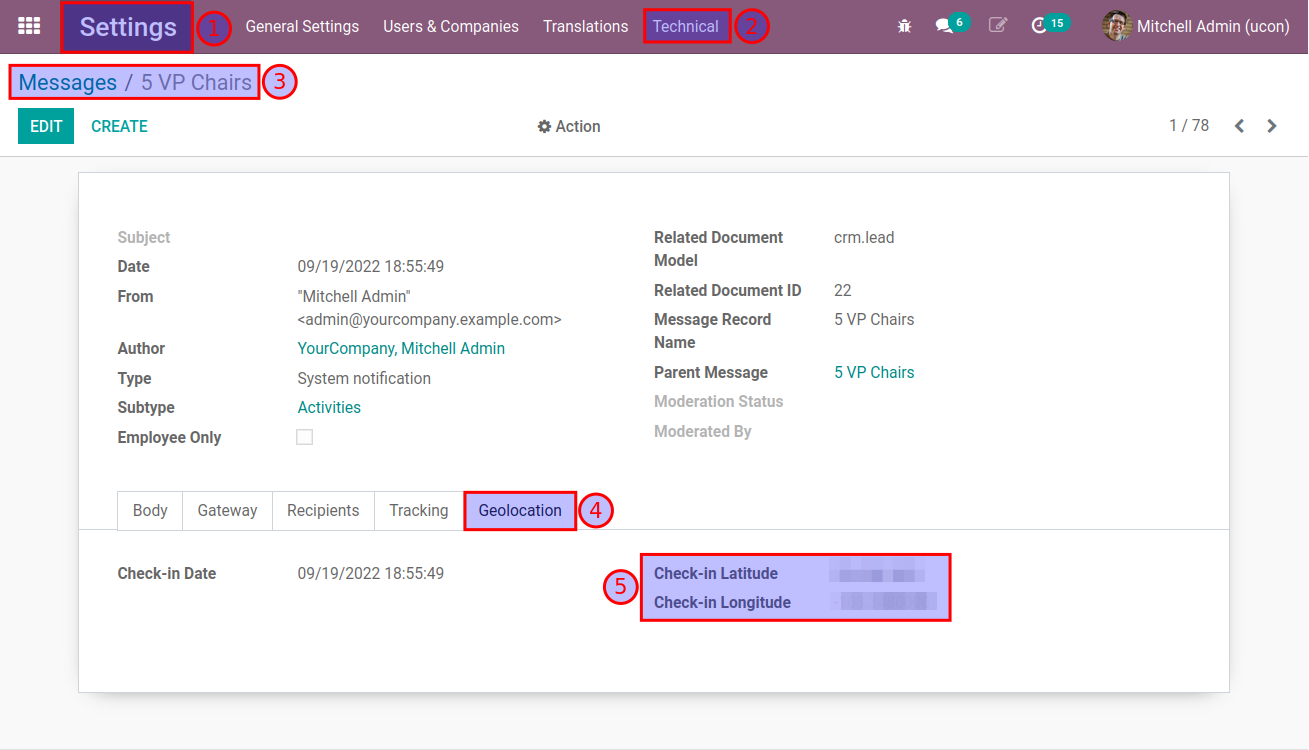 Settings 1 General Settings Users & Companies Translations Technical 2 6 15 Mitchell Admin (ucon)
Messages / 5 VP Chairs 3
EDIT CREATE Action 1 / 78
Subject
Date 09/19/2022 18:55:49
From "Mitchell Admin"
<admin@yourcompany.example.com>
Author YourCompany, Mitchell Admin
Type System notification
Subtype Activities
Employee Only
Related Document
Model crm.lead
Related Document ID 22
Message Record
Name 5 VP Chairs
Parent Message 5 VP Chairs
Moderation Status
Moderated By
Body Gateway Recipients Tracking Geolocation 4
Check-in Date 09/19/2022 18:55:49
5 Check-in Latitude
Check-in Longitude